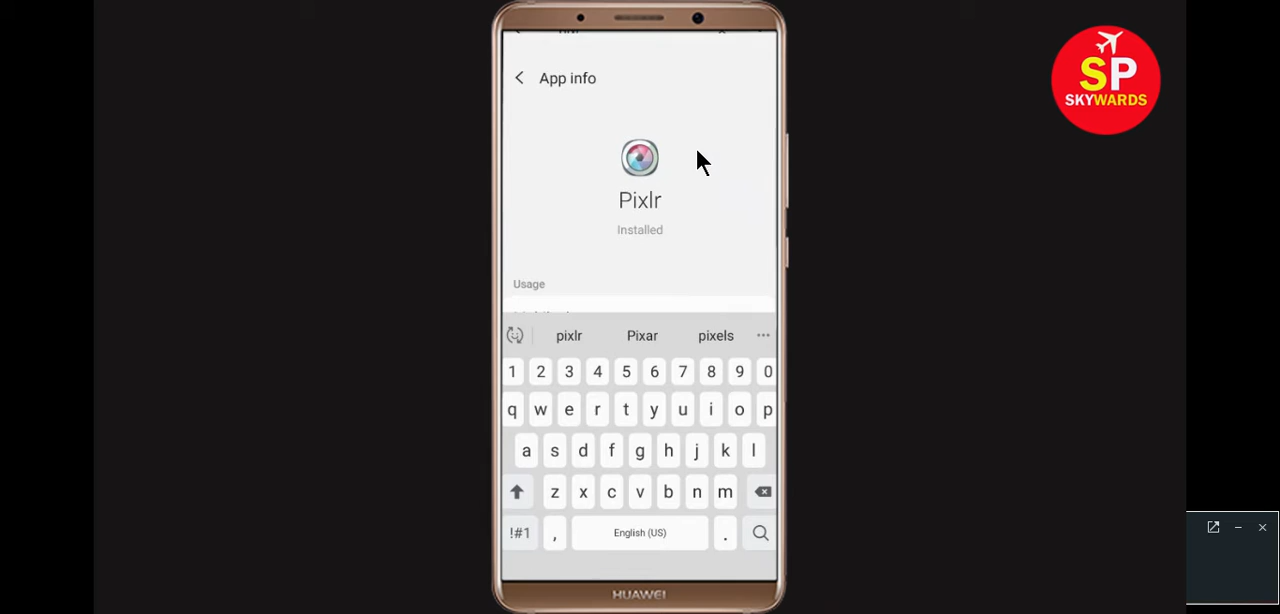 App info
SP
SKYWARDS
Pixlr
Installed
Usage
pixlr Pixar pixels ...
1 2 3 4 5 6 7 8 9 0
q w e r t y u i o p
a s d f g h j k l
z x c v b n m
!#1 , English (US) .
HUAWEI